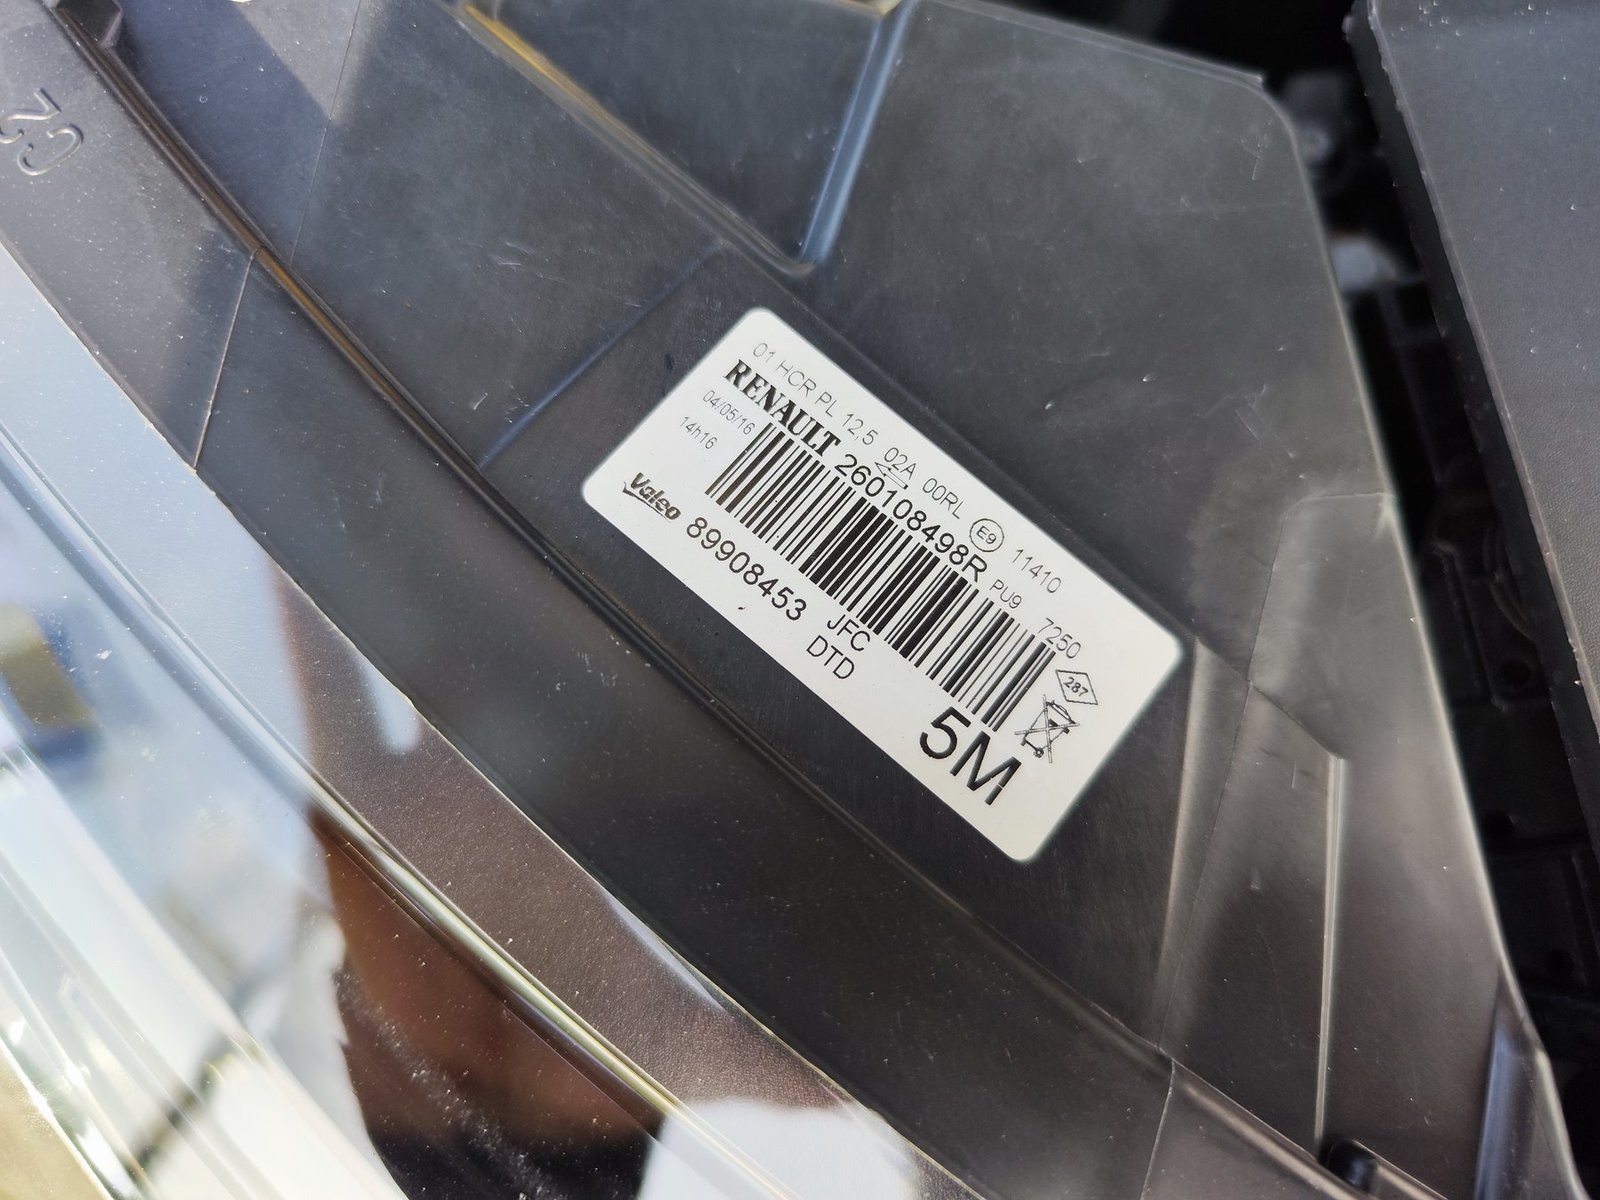 01 HCR PL 12,5 02A 00RL E9 11410
RENAULT 260108498R PU9 7250
04/05/16
14h16
287
Valeo 89908453 JFC
DTD
5M